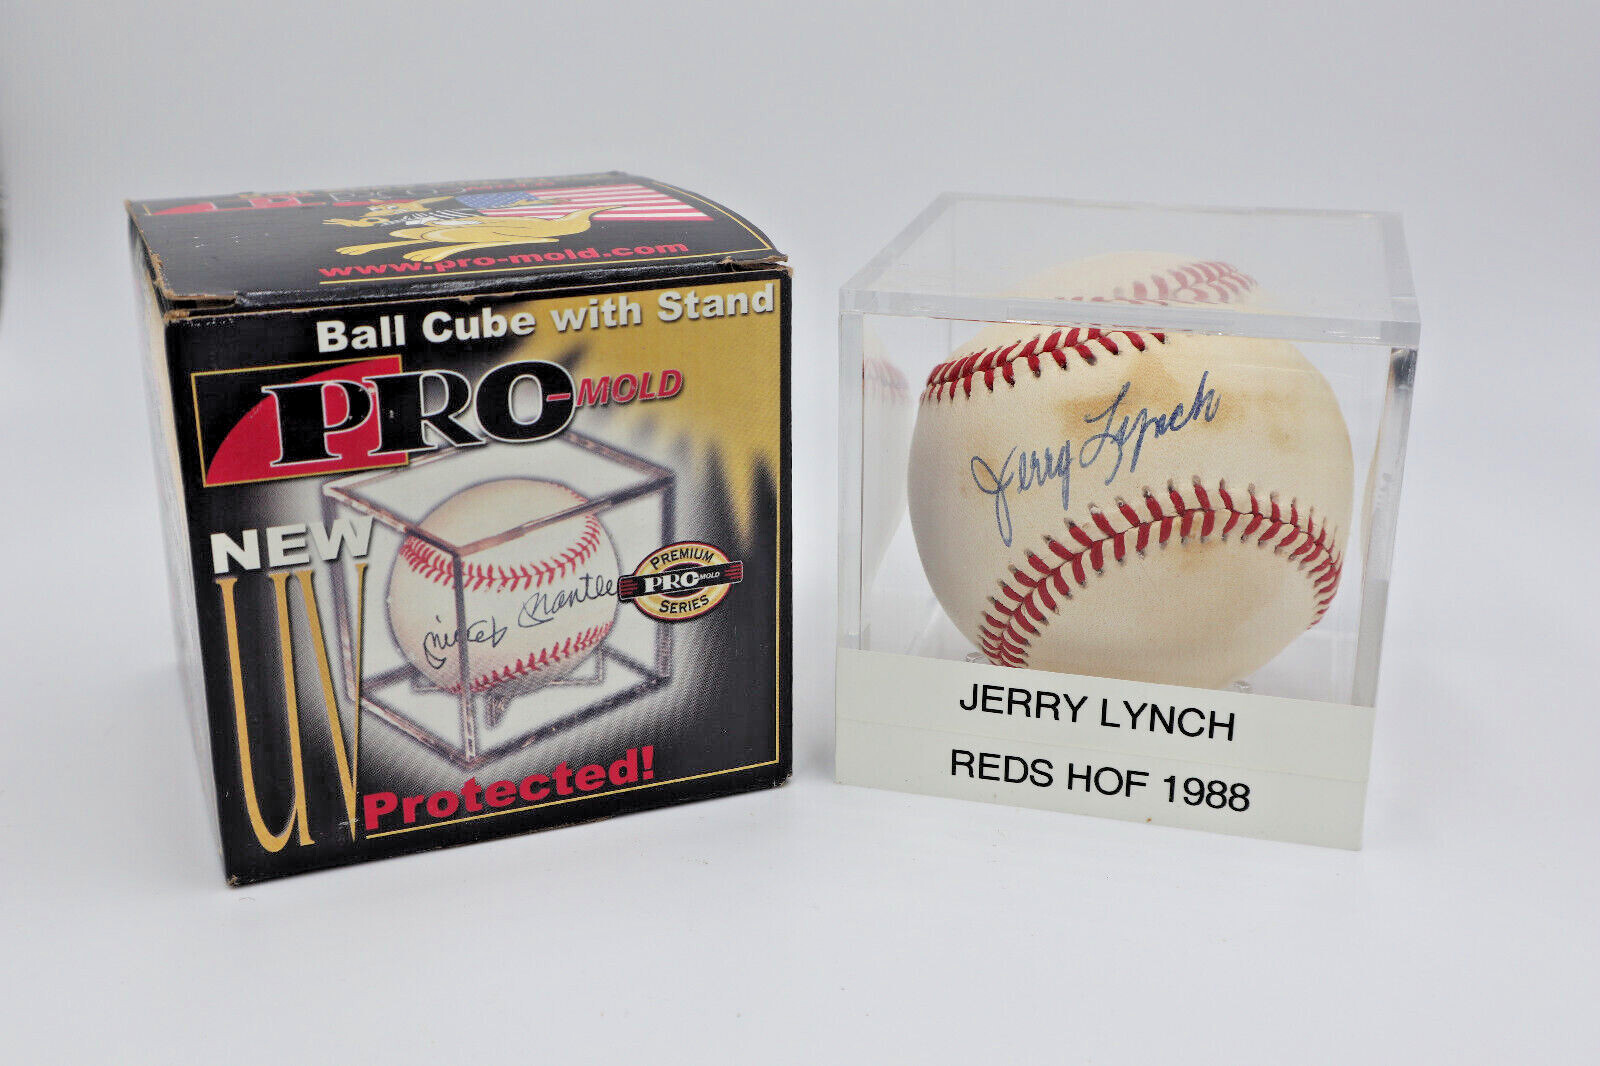 www.pro-mold.com
Ball Cube with Stand
PRO-MOLD
NEW
UV
Protected!
Mickey Mantle
PREMIUM
PRO MOLD
SERIES
Jerry Lynch
JERRY LYNCH
REDS HOF 1988